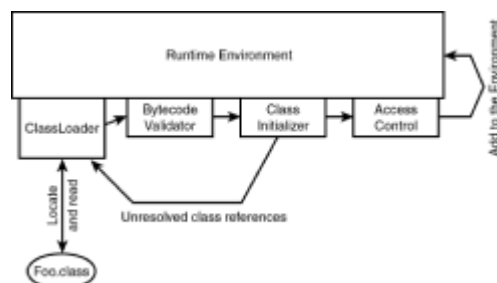 Runtime Environment
ClassLoader
Bytecode
Validator
Class
Initializer
Access
Control
Add to the Environment
Locate
and read
Unresolved class references
Foo.class